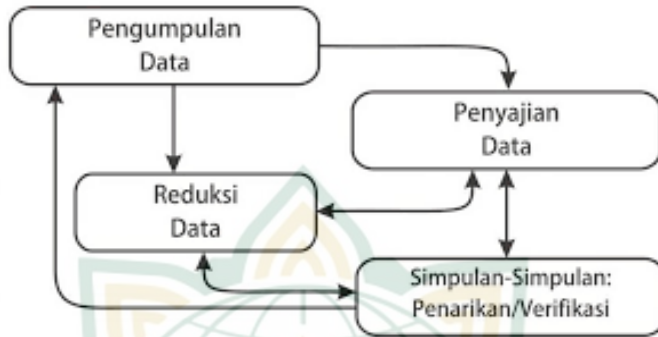 Pengumpulan
Data
Penyajian
Data
Reduksi
Data
Simpulan-Simpulan:
Penarikan/Verifikasi